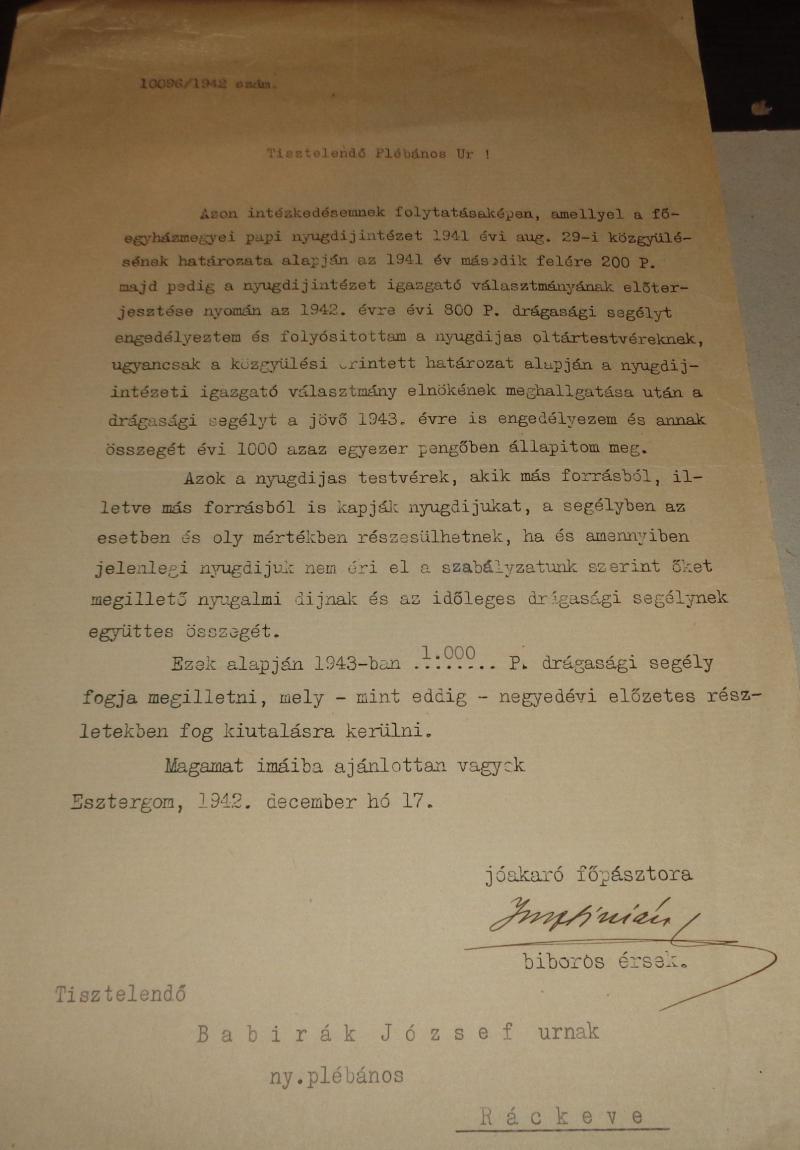 10096/1942 szám.
Tisztelendő Plébános Ur !
Azon intézkedésemnek folytatásaképen, amellyel a fő-
egyházmegyei papi nyugdijintézet 1941 évi aug. 29-i közgyülé-
sének határozata alapján az 1941 év második felére 200 P.
majd pedig a nyugdijintézet igazgató választmányának előter-
jesztése nyomán az 1942. évre évi 800 P. drágasági segélyt
engedélyeztem és folyósitottam a nyugdijas oltártestvéreknek,
ugyancsak a közgyülési érintett határozat alapján a nyugdij-
intézeti igazgató választmány elnökének meghallgatása után a
drágasági segélyt a jövő 1943. évre is engedélyezem és annak
összegét évi 1000 azaz egyezer pengőben állapitom meg.
Azok a nyugdijas testvérek, akik más forrásból, il-
letve más forrásból is kapják nyugdijukat, a segélyben az
esetben és oly mértékben részesülhetnek, ha és amennyiben
jelenlegi nyugdijuk nem éri el a szabályzatunk szerint őket
megillető nyugalmi dijnak és az időleges drágasági segélynek
együttes összegét.
Ezek alapján 1943-ban 1.000 P. drágasági segély
fogja megilletni, mely - mint eddig - negyedévi előzetes rész-
letekben fog kiutalásra kerülni.
Magamat imáiba ajánlottan vagyok
Esztergom, 1942. december hó 17.
jóakaró főpásztora
Jusztinián
biboros érsek.
Tisztelendő
Babirák József urnak
ny.plébános
Ráckeve